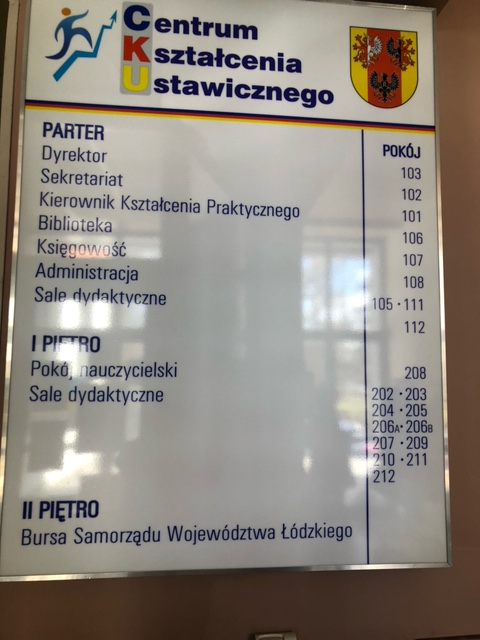 Centrum
Kształcenia
Ustawicznego
PARTER POKÓJ
Dyrektor 103
Sekretariat 102
Kierownik Kształcenia Praktycznego 101
Biblioteka 106
Księgowość 107
Administracja 108
Sale dydaktyczne 105 · 111
112
I PIĘTRO
Pokój nauczycielski 208
Sale dydaktyczne 202 · 203
204 · 205
206A · 206B
207 · 209
210 · 211
212
II PIĘTRO
Bursa Samorządu Województwa Łódzkiego